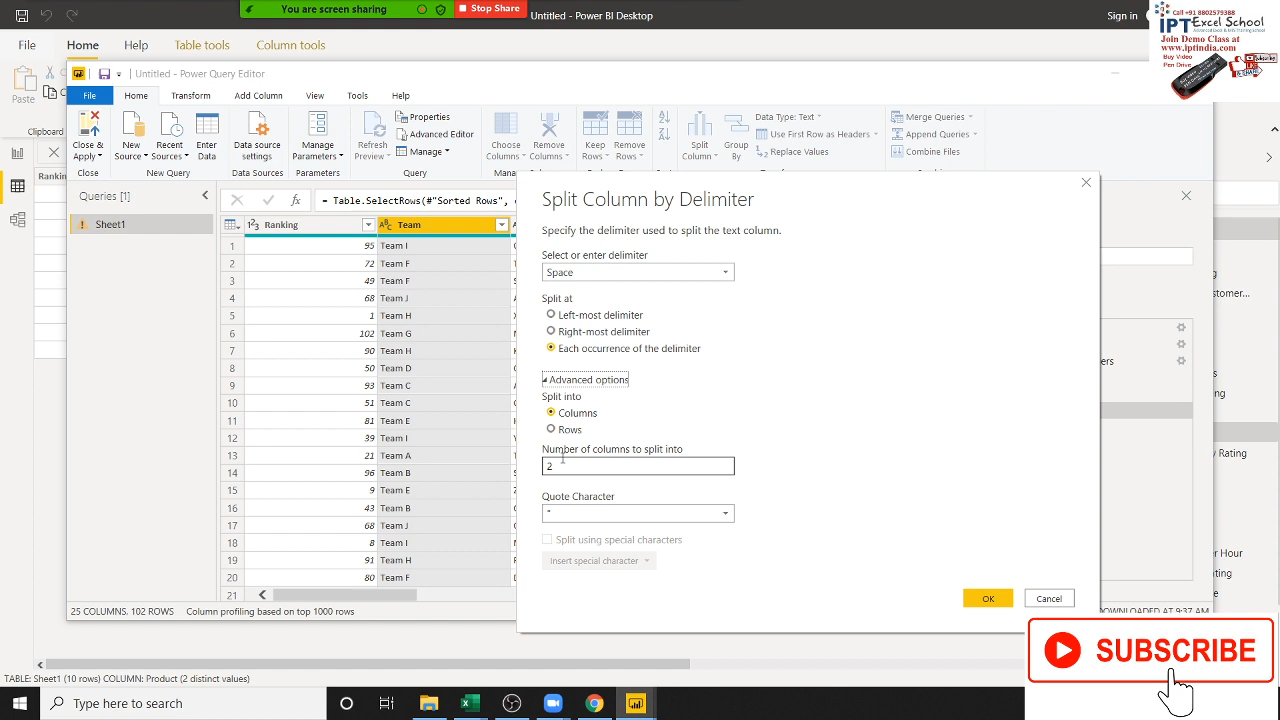 You are screen sharing
Stop Share
Untitled - Power BI Desktop
Sign in
Call +91 8802579388
IPT Excel School
Advanced Excel & MIS Training School
Join Demo Class at
www.iptindia.com
Buy Video
Pen Drive
File
Home
Help
Table tools
Column tools
Untitled - Power Query Editor
Paste
Clipboard
File
Home
Transform
Add Column
View
Tools
Help
Close &
Apply
Close
New
Source
Recent
Sources
Enter
Data
New Query
Data source
settings
Data Sources
Manage
Parameters
Parameters
Refresh
Preview
Properties
Advanced Editor
Manage
Query
Choose
Columns
Remove
Columns
Keep
Rows
Remove
Rows
Split
Column
Group
By
Data Type: Text
Use First Row as Headers
Replace Values
Merge Queries
Append Queries
Combine Files
Queries [1]
Sheet1
= Table.SelectRows(#"Sorted Rows",
Ranking
Team
1 95 Team I
2 72 Team F
3 49 Team F
4 68 Team J
5 1 Team H
6 102 Team G
7 90 Team H
8 50 Team D
9 93 Team C
10 51 Team C
11 81 Team E
12 39 Team I
13 21 Team A
14 96 Team B
15 9 Team E
16 43 Team B
17 68 Team J
18 8 Team I
19 91 Team H
20 80 Team F
21
Split Column by Delimiter
Specify the delimiter used to split the text column.
Select or enter delimiter
Space
Split at
Left-most delimiter
Right-most delimiter
Each occurrence of the delimiter
Advanced options
Split into
Columns
Rows
Number of columns to split into
2
Quote Character
"
Split using special characters
Insert special character
OK
Cancel
25 COLUMNS, 102 ROWS
Column profiling based on top 1000 rows
DOWNLOADED AT 9:37 AM
TABLE: Sheet1 (10 rows) COLUMN: Product (2 distinct values)
SUBSCRIBE
Type here to search